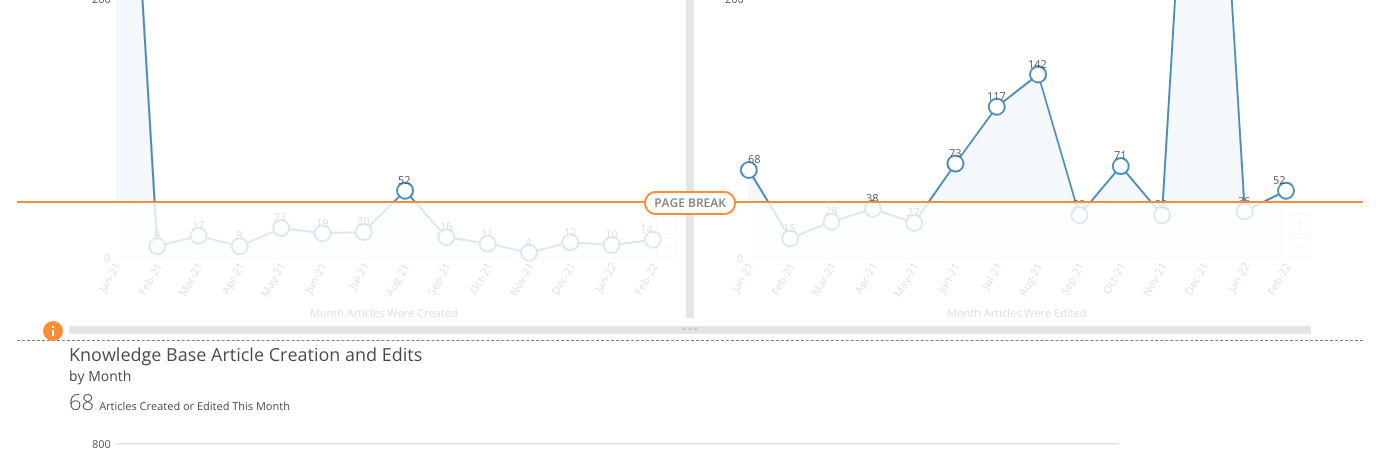 200 200
142
117
68 73 71
52 52
PAGE BREAK
38 36
9 17 9 23 19 20 16 11 4 12 10 14 15 28 27
0 0
Jan-21 Feb-21 Mar-21 Apr-21 May-21 Jun-21 Jul-21 Aug-21 Sep-21 Oct-21 Nov-21 Dec-21 Jan-22 Feb-22 Jan-21 Feb-21 Mar-21 Apr-21 May-21 Jun-21 Jul-21 Aug-21 Sep-21 Oct-21 Nov-21 Dec-21 Jan-22 Feb-22
Month Articles Were Created Month Articles Were Edited
Knowledge Base Article Creation and Edits
by Month
68 Articles Created or Edited This Month
800